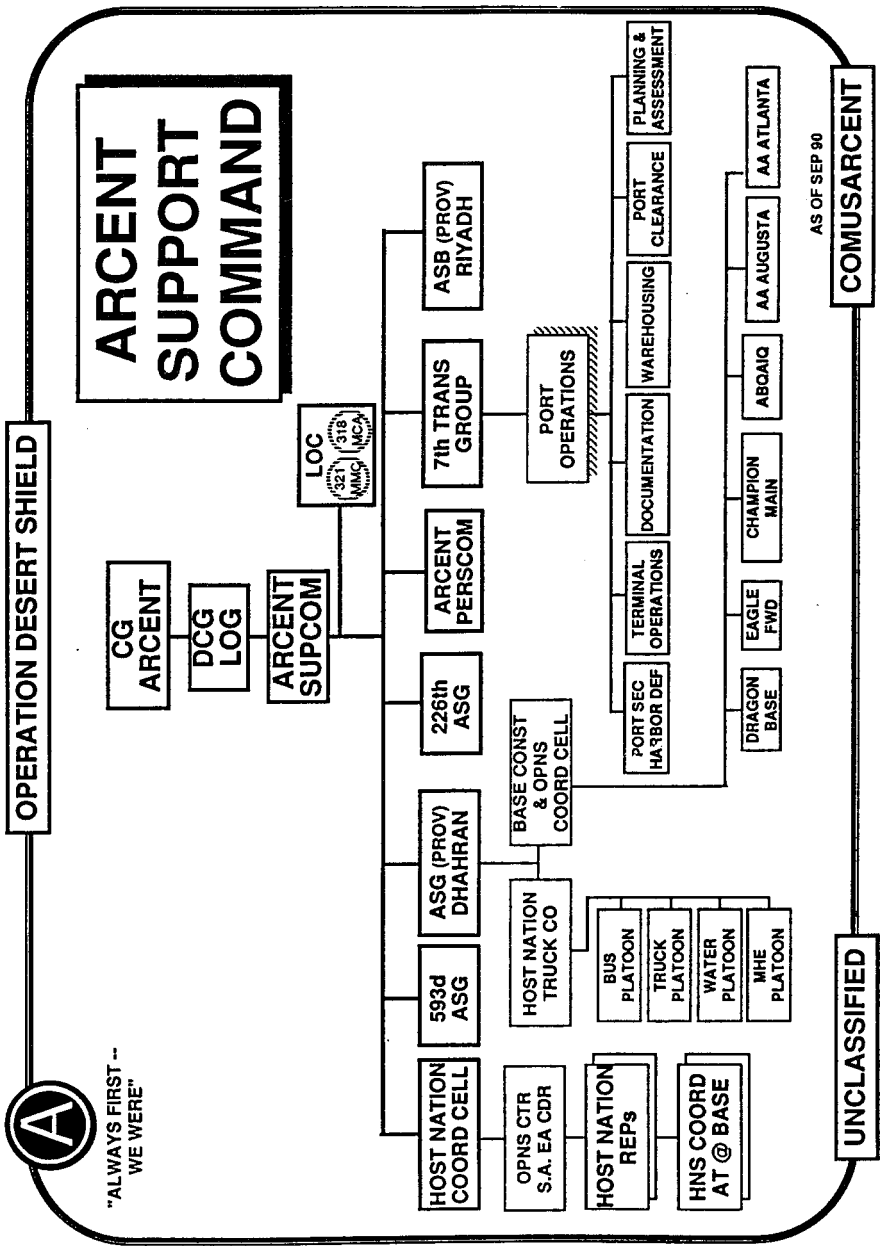 OPERATION DESERT SHIELD
A
"ALWAYS FIRST --
WE WERE"
ARCENT
SUPPORT
COMMAND
CG
ARCENT
DCG
LOG
ARCENT
SUPCOM
LOC
321
MMC
318
MCA
HOST NATION
COORD CELL
593d
ASG
ASG (PROV)
DHAHRAN
226th
ASG
ARCENT
PERSCOM
7th TRANS
GROUP
ASB (PROV)
RIYADH
OPNS CTR
S.A. EA CDR
HOST NATION
REPs
HNS COORD
AT @ BASE
HOST NATION
TRUCK CO
BUS
PLATOON
TRUCK
PLATOON
WATER
PLATOON
MHE
PLATOON
BASE CONST
& OPNS
COORD CELL
PORT
OPERATIONS
PORT SEC
HARBOR DEF
TERMINAL
OPERATIONS
DOCUMENTATION
WAREHOUSING
PORT
CLEARANCE
PLANNING &
ASSESSMENT
DRAGON
BASE
EAGLE
FWD
CHAMPION
MAIN
ABQAIQ
AA AUGUSTA
AA ATLANTA
AS OF SEP 90
UNCLASSIFIED
COMUSARCENT